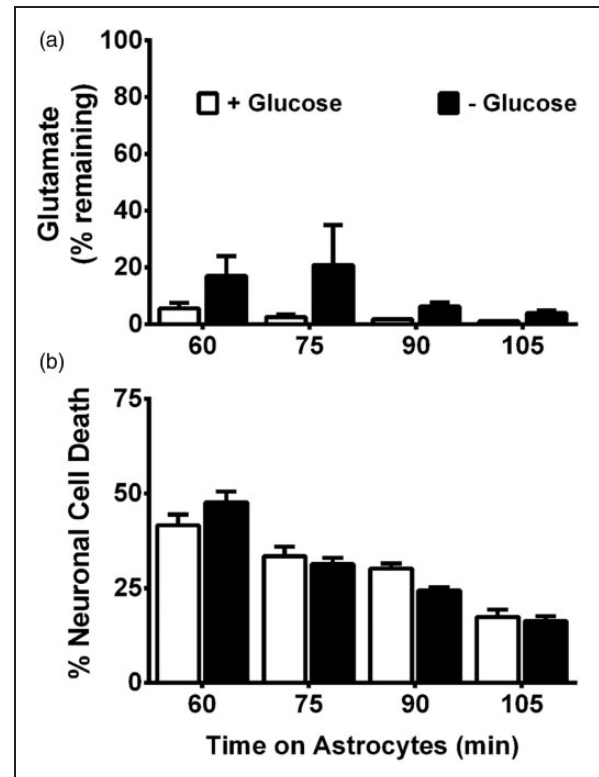 (a)
100
80
60
40
20
0
Glutamate
(% remaining)
+ Glucose - Glucose
60 75 90 105
(b)
75
50
25
0
% Neuronal Cell Death
60 75 90 105
Time on Astrocytes (min)